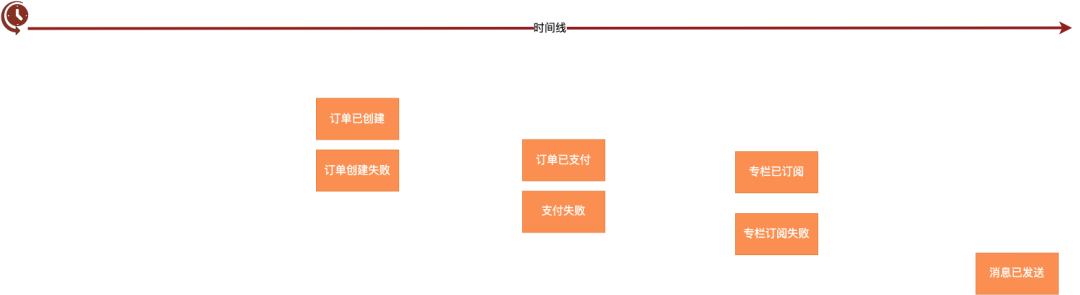 时间线
订单已创建
订单创建失败
订单已支付
支付失败
专栏已订阅
专栏订阅失败
消息已发送